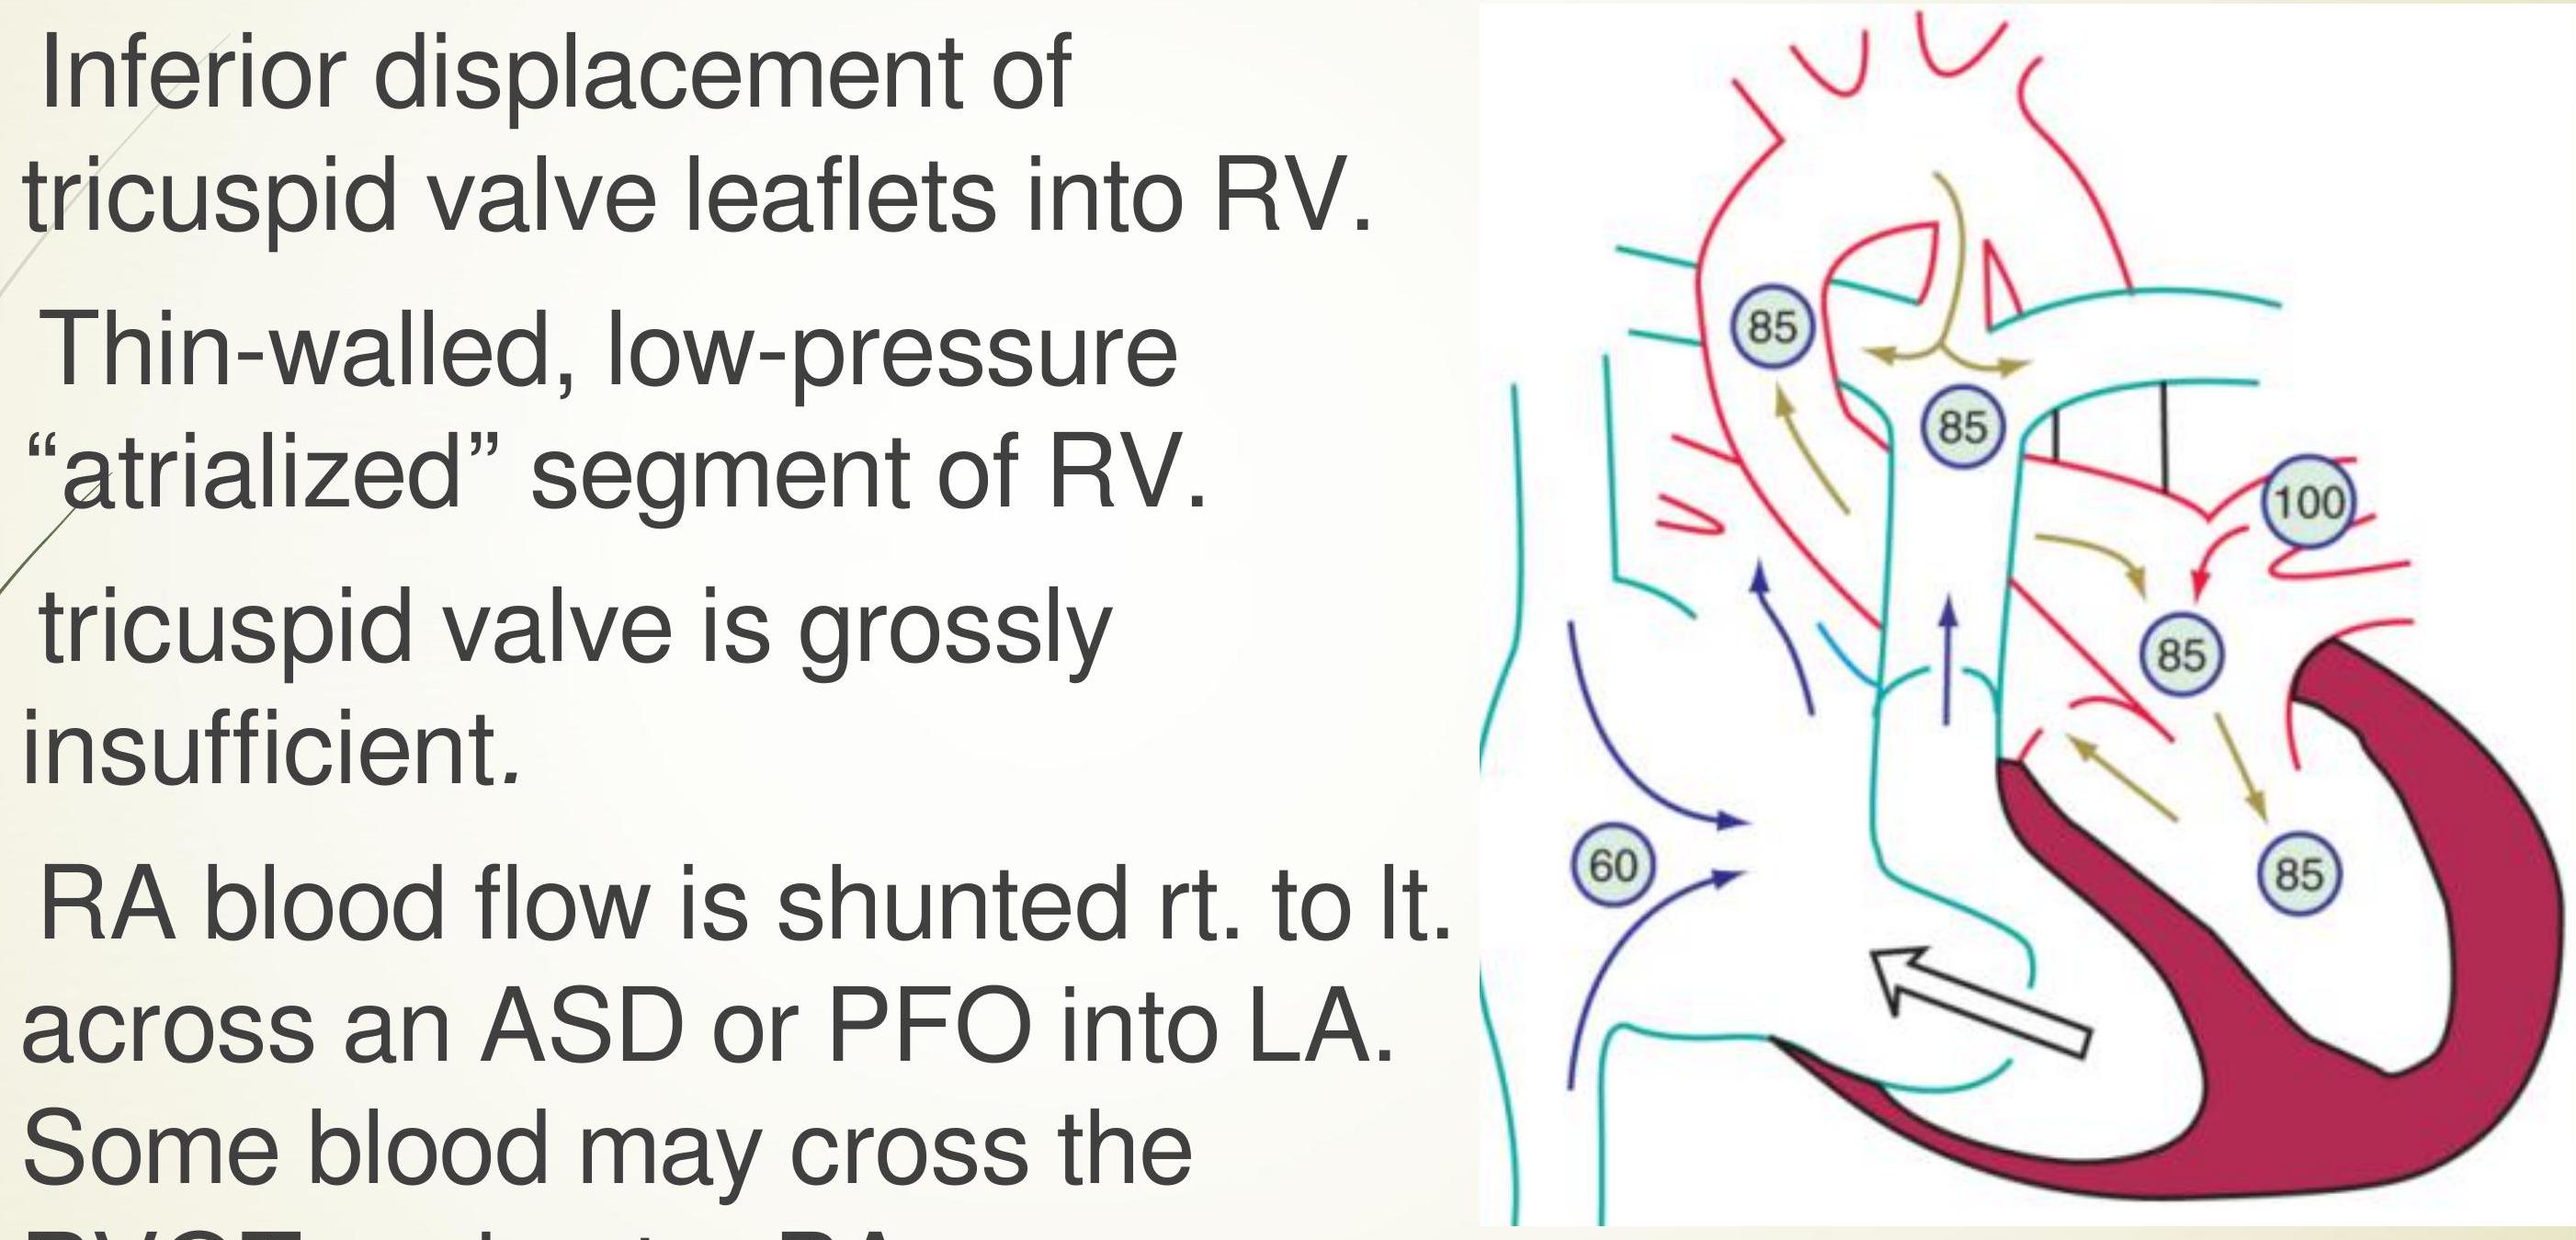 Inferior displacement of
tricuspid valve leaflets into RV.
Thin-walled, low-pressure
“atrialized” segment of RV.
tricuspid valve is grossly
insufficient.
RA blood flow is shunted rt. to lt.
across an ASD or PFO into LA.
Some blood may cross the
85
85
100
85
60
85